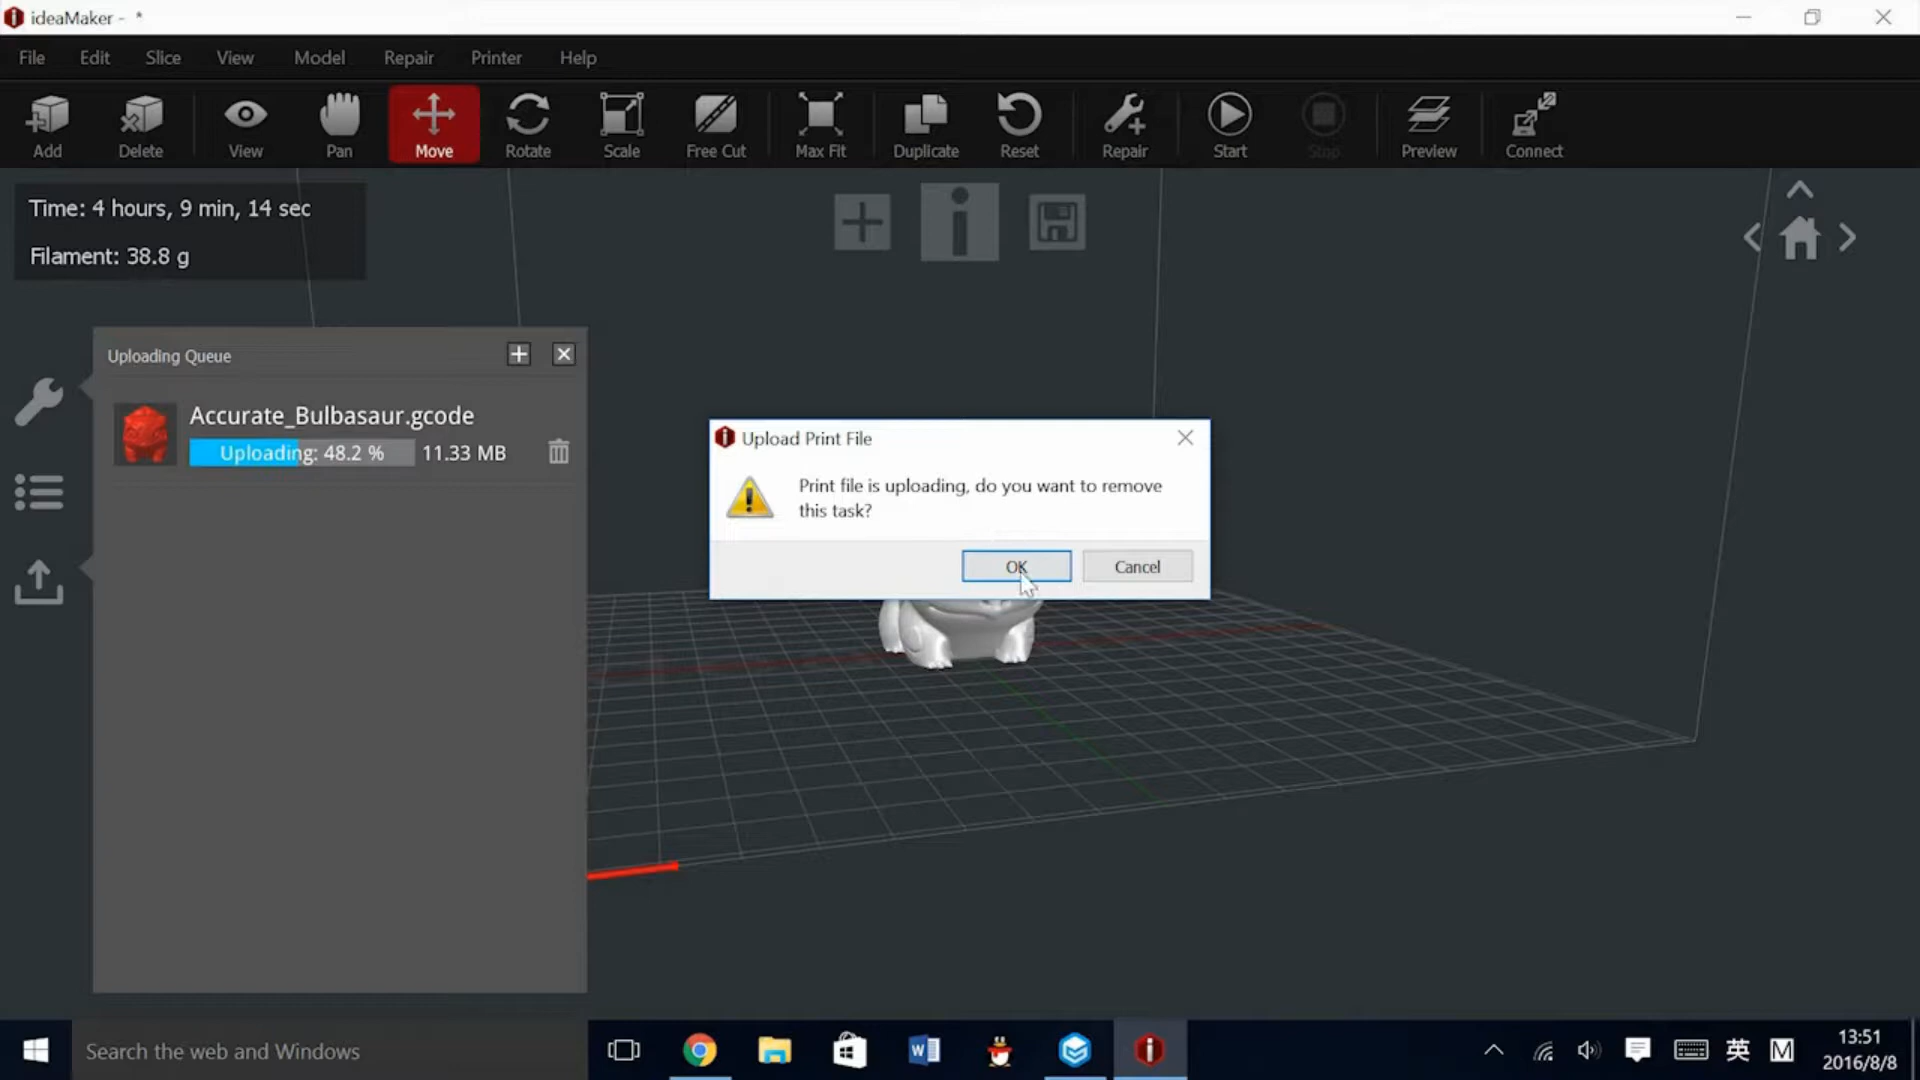 ideaMaker - *
File Edit Slice View Model Repair Printer Help
Add Delete View Pan Move Rotate Scale Free Cut Max Fit Duplicate Reset Repair Start Stop Preview Connect
Time: 4 hours, 9 min, 14 sec
Filament: 38.8 g
Uploading Queue
Accurate_Bulbasaur.gcode
Uploading: 48.2 % 11.33 MB
Upload Print File
Print file is uploading, do you want to remove
this task?
OK Cancel
Search the web and Windows
英 M
13:51
2016/8/8